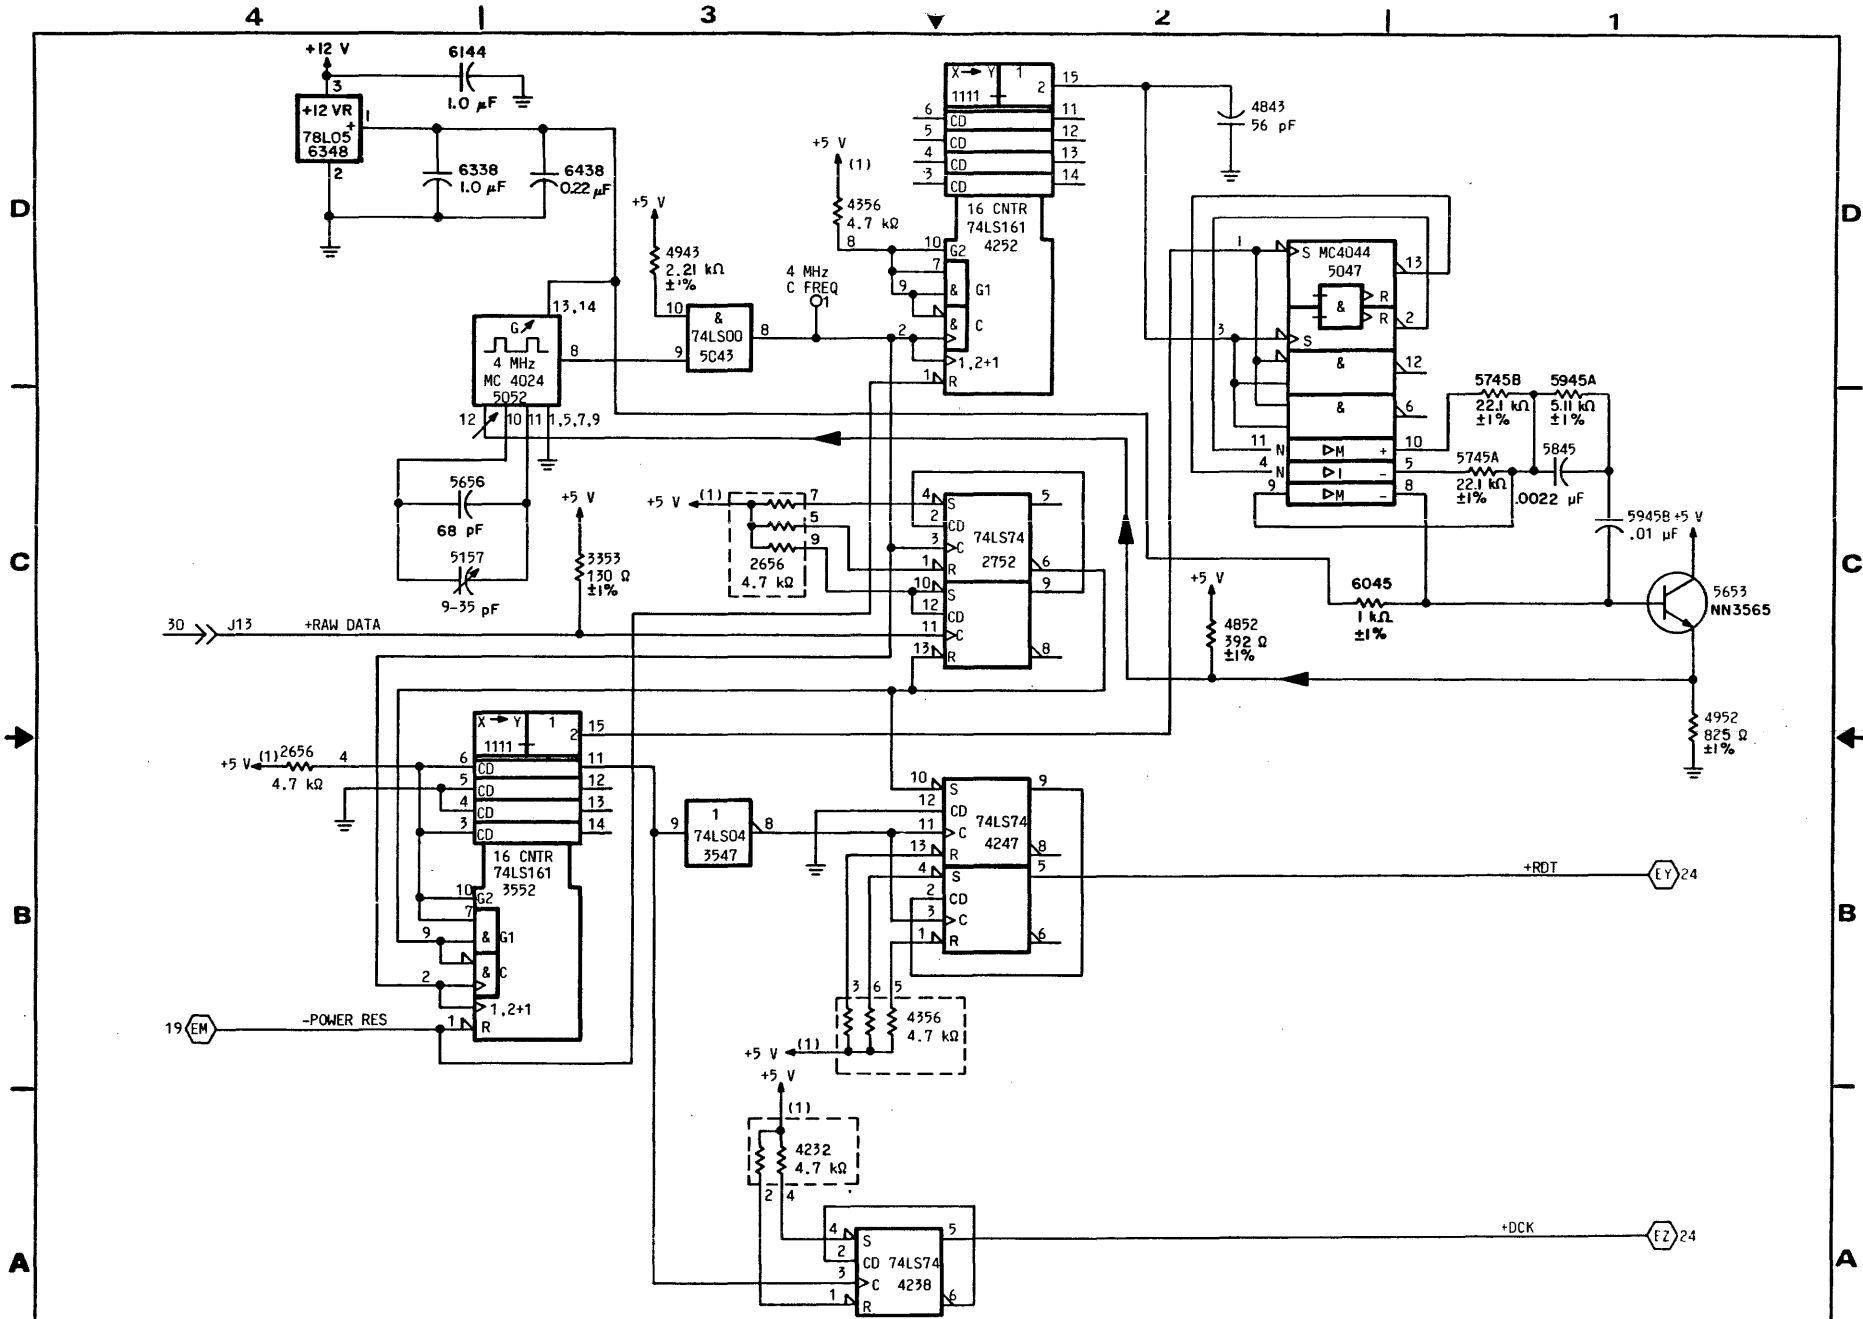 4 3 2 1
+12 V
6144
1.0 µF
3
+12 VR
+ 1
78L05
6348
2
6338
1.0 µF
6438
0.22 µF
D
D
+5 V
4943
2.21 kΩ
±1%
10
&
74LS00
5043
9
8
4 MHz
C FREQ
1
13,14
G
4 MHz
MC 4024
5052
8
12 10 11 1,5,7,9
5656
68 pF
5157
9-35 pF
+5 V
(1)
4356
4.7 kΩ
8
X → Y 1
1111 2
15
6 CD 11
5 CD 12
4 CD 13
3 CD 14
16 CNTR
74LS161
4252
10 G2
7
9 & G1
& C
2
1,2+1
1 R
4843
56 pF
1 S MC4044
5047
13
& R
R 2
3 S
& 12
& 6
11 N ▷M + 10
4 N ▷I - 5
9 ▷M - 8
5745B
22.1 kΩ
±1%
5945A
5.11 kΩ
±1%
5745A
22.1 kΩ
±1%
5845
.0022 µF
5945B
.01 µF
+5 V
5653
NN3565
6045
1 kΩ
±1%
+5 V
4852
392 Ω
±1%
4952
825 Ω
±1%
C
C
+5 V
3353
130 Ω
±1%
+5 V (1)
7
5
9
2656
4.7 kΩ
4 S 5
2 CD
74LS74
3 C 2752
1 R 6
10 S 9
12 CD
11 C
13 R 8
30 J13 +RAW DATA
X → Y 1
1111 2
15
+5 V (1) 2656
4.7 kΩ
4
6 CD 11
5 CD 12
4 CD 13
3 CD 14
16 CNTR
74LS161
3552
10 G2
7
9 & G1
& C
2
1,2+1
1 R
19 EM -POWER RES
9
1
74LS04
3547
8
10 S 9
12 CD
74LS74
11 C 4247
13 R 8
4 S 5
2 CD
3 C
1 R 6
+RDT EY 24
B
B
3 6 5
4356
4.7 kΩ
+5 V (1)
+5 V
(1)
4232
4.7 kΩ
2 4
4 S 5
2 CD 74LS74
3 C 4238
1 R 6
+DCK EZ 24
A
A